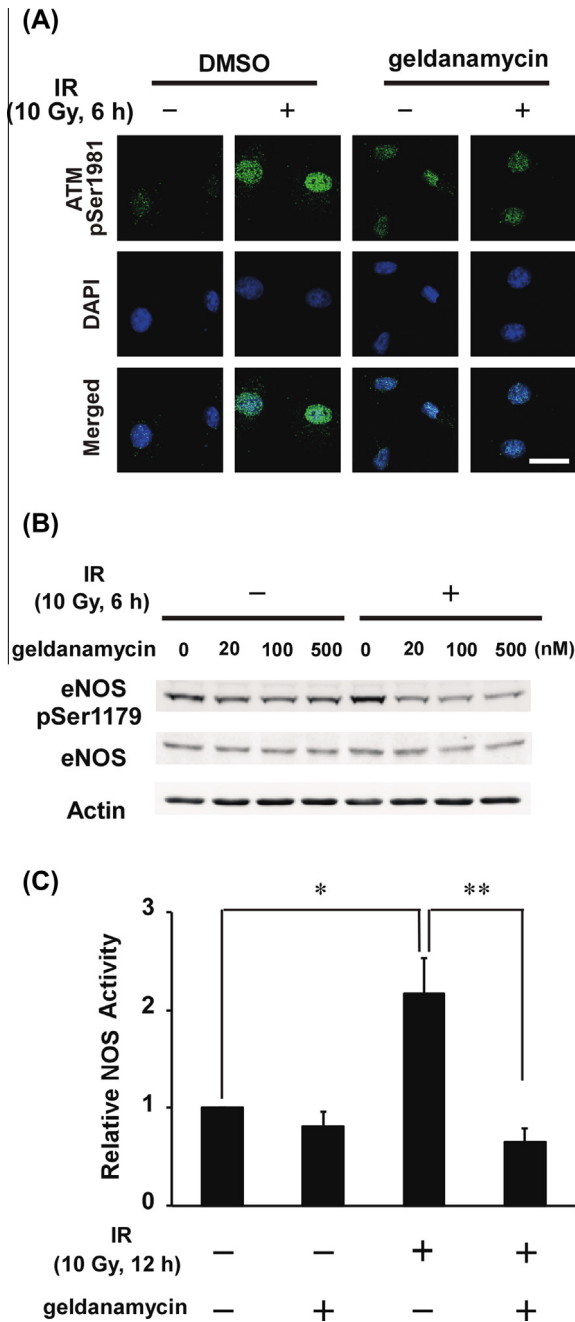 (A)
DMSO geldanamycin
IR
(10 Gy, 6 h) − + − +
ATM
pSer1981
DAPI
Merged
(B)
IR
(10 Gy, 6 h) − +
geldanamycin 0 20 100 500 0 20 100 500 (nM)
eNOS
pSer1179
eNOS
Actin
(C)
* **
Relative NOS Activity
3
2
1
0
IR
(10 Gy, 12 h) − − + +
geldanamycin − + − +